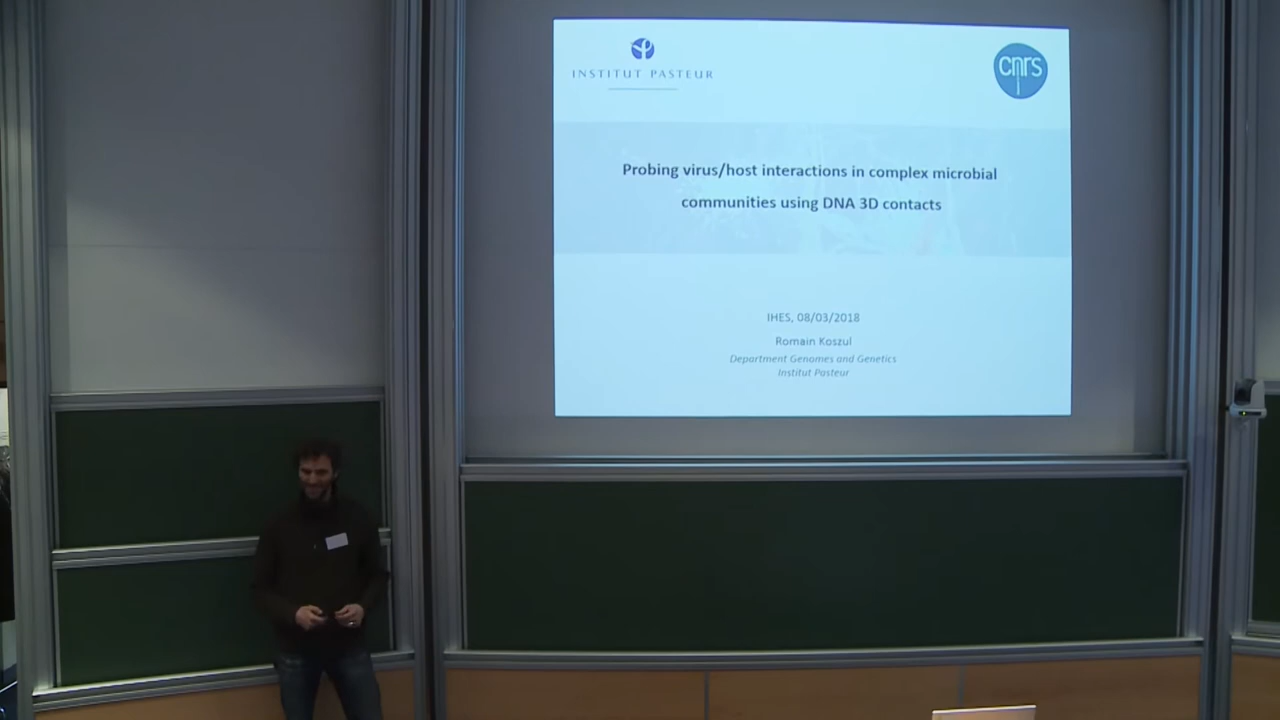 INSTITUT PASTEUR
cnrs
Probing virus/host interactions in complex microbial
communities using DNA 3D contacts
IHES, 08/03/2018
Romain Koszul
Department Genomes and Genetics
Institut Pasteur